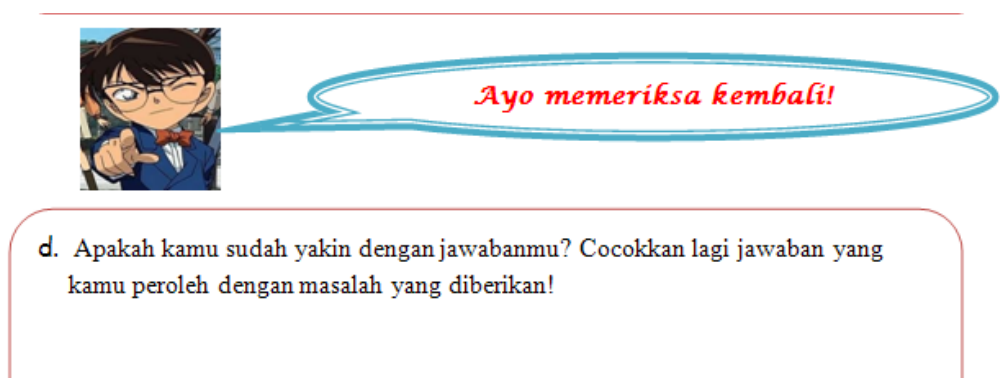 Ayo memeriksa kembali!
d. Apakah kamu sudah yakin dengan jawabanmu? Cocokkan lagi jawaban yang
kamu peroleh dengan masalah yang diberikan!